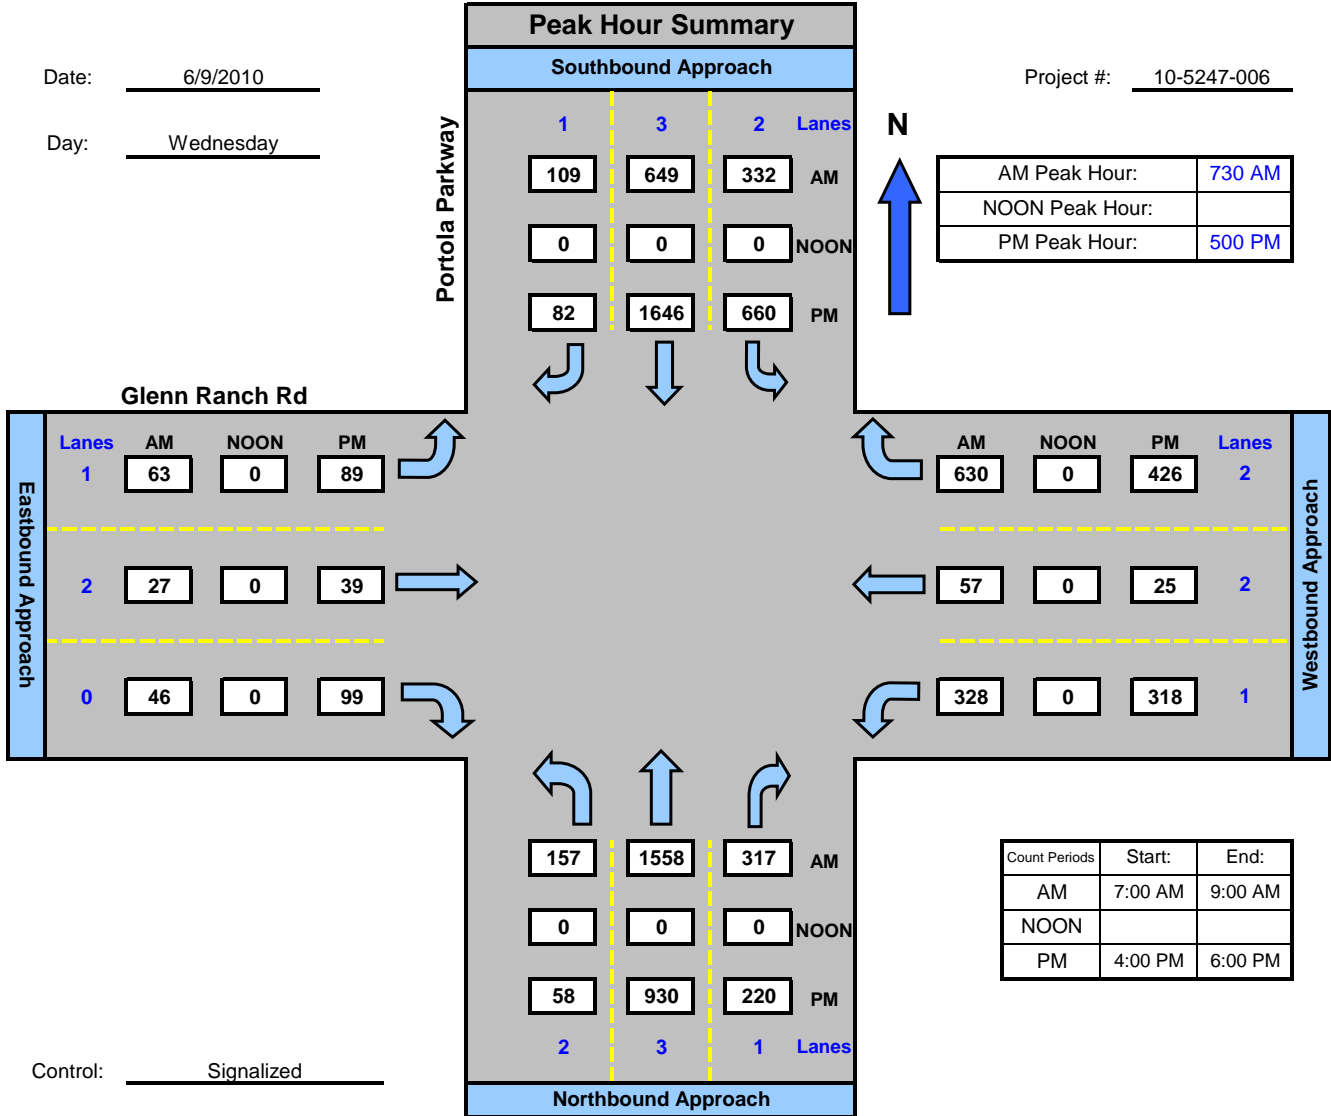 Peak Hour Summary
Southbound Approach
Date: 6/9/2010
Project #: 10-5247-006
Day: Wednesday
Portola Parkway
1 3 2 Lanes
109 649 332 AM
0 0 0 NOON
82 1646 660 PM
N
AM Peak Hour: 730 AM
NOON Peak Hour:
PM Peak Hour: 500 PM
Glenn Ranch Rd
Eastbound Approach
Lanes AM NOON PM
1 63 0 89
2 27 0 39
0 46 0 99
AM NOON PM Lanes
630 0 426 2
57 0 25 2
328 0 318 1
Westbound Approach
157 1558 317 AM
0 0 0 NOON
58 930 220 PM
2 3 1 Lanes
Northbound Approach
Count Periods Start: End:
AM 7:00 AM 9:00 AM
NOON
PM 4:00 PM 6:00 PM
Control: Signalized